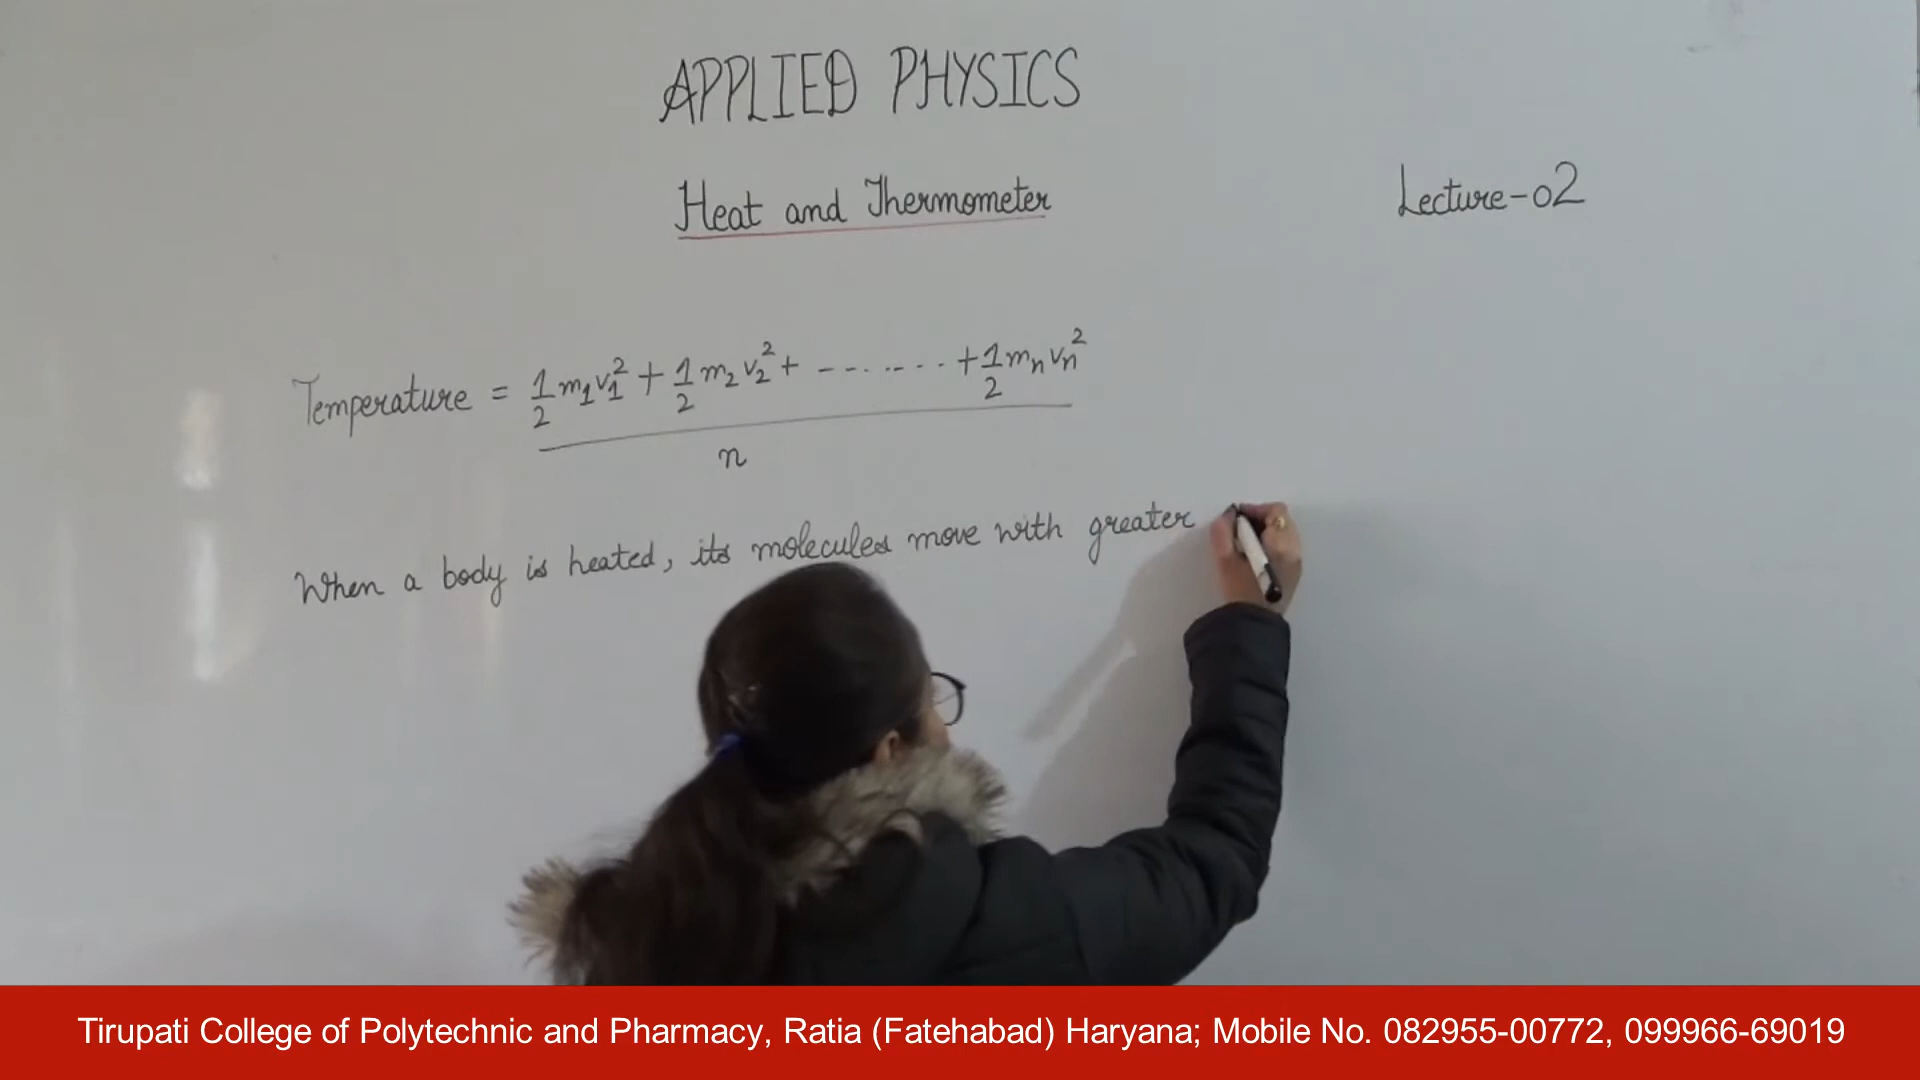 APPLIED PHYSICS
Heat and Thermometer
Lecture-02
Temperature = 1/2 m₁v₁² + 1/2 m₂v₂² + -------- + 1/2 mₙvₙ²
n
When a body is heated, its molecules move with greater
Tirupati College of Polytechnic and Pharmacy, Ratia (Fatehabad) Haryana; Mobile No. 082955-00772, 099966-69019